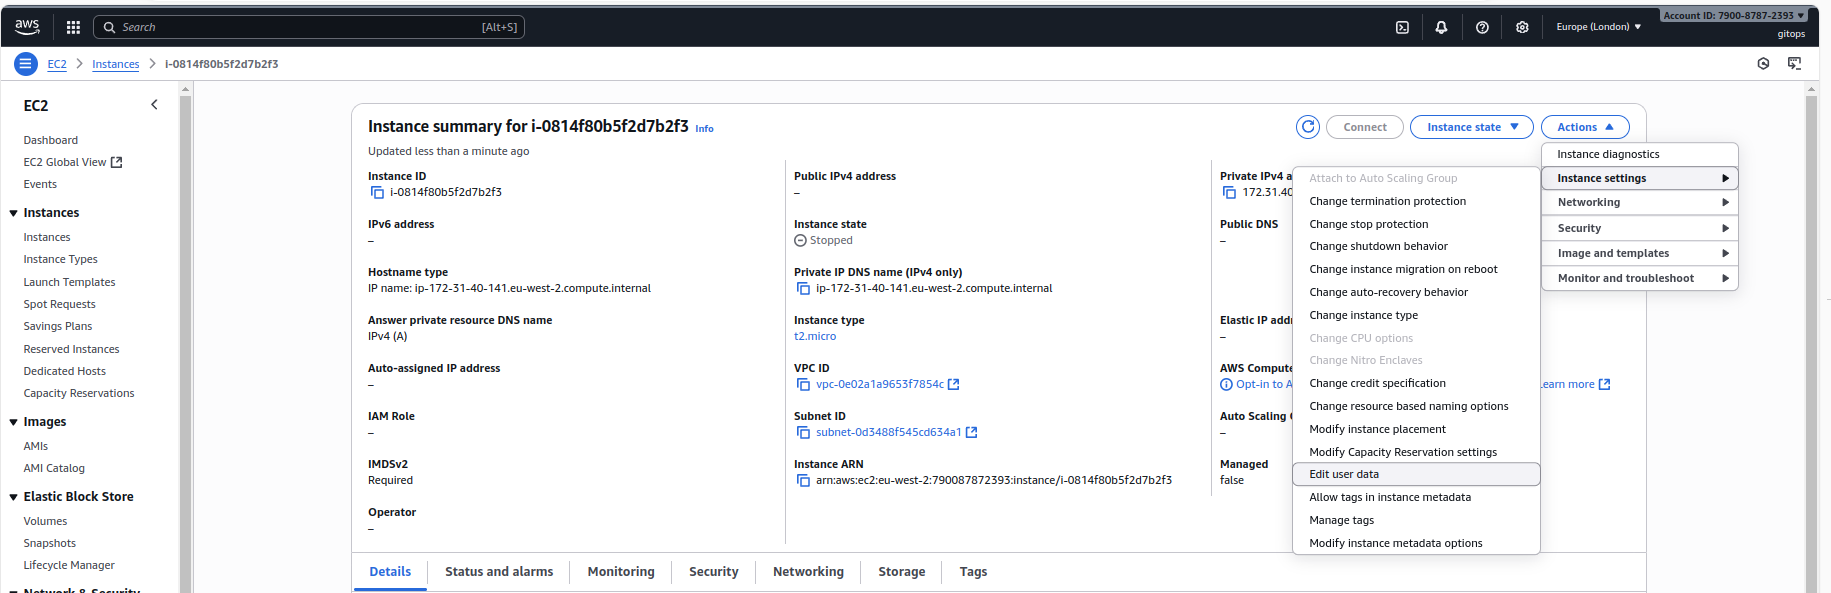 aws
Search
[Alt+S]
Europe (London)
Account ID: 7900-8787-2393
gitops
EC2
Instances
i-0814f80b5f2d7b2f3
EC2
Dashboard
EC2 Global View
Events
Instances
Instances
Instance Types
Launch Templates
Spot Requests
Savings Plans
Reserved Instances
Dedicated Hosts
Capacity Reservations
Images
AMIs
AMI Catalog
Elastic Block Store
Volumes
Snapshots
Lifecycle Manager
Network & Security
Instance summary for i-0814f80b5f2d7b2f3 Info
Updated less than a minute ago
Connect
Instance state
Actions
Instance ID
i-0814f80b5f2d7b2f3
IPv6 address
–
Hostname type
IP name: ip-172-31-40-141.eu-west-2.compute.internal
Answer private resource DNS name
IPv4 (A)
Auto-assigned IP address
–
IAM Role
–
IMDSv2
Required
Operator
–
Public IPv4 address
–
Instance state
Stopped
Private IP DNS name (IPv4 only)
ip-172-31-40-141.eu-west-2.compute.internal
Instance type
t2.micro
VPC ID
vpc-0e02a1a9653f7854c
Subnet ID
subnet-0d3488f545cd634a1
Instance ARN
arn:aws:ec2:eu-west-2:790087872393:instance/i-0814f80b5f2d7b2f3
Private IPv4 a
172.31.40
Public DNS
–
Elastic IP add
–
AWS Compute
Opt-in to A
Learn more
Auto Scaling
–
Managed
false
Instance diagnostics
Instance settings
Networking
Security
Image and templates
Monitor and troubleshoot
Attach to Auto Scaling Group
Change termination protection
Change stop protection
Change shutdown behavior
Change instance migration on reboot
Change auto-recovery behavior
Change instance type
Change CPU options
Change Nitro Enclaves
Change credit specification
Change resource based naming options
Modify instance placement
Modify Capacity Reservation settings
Edit user data
Allow tags in instance metadata
Manage tags
Modify instance metadata options
Details
Status and alarms
Monitoring
Security
Networking
Storage
Tags